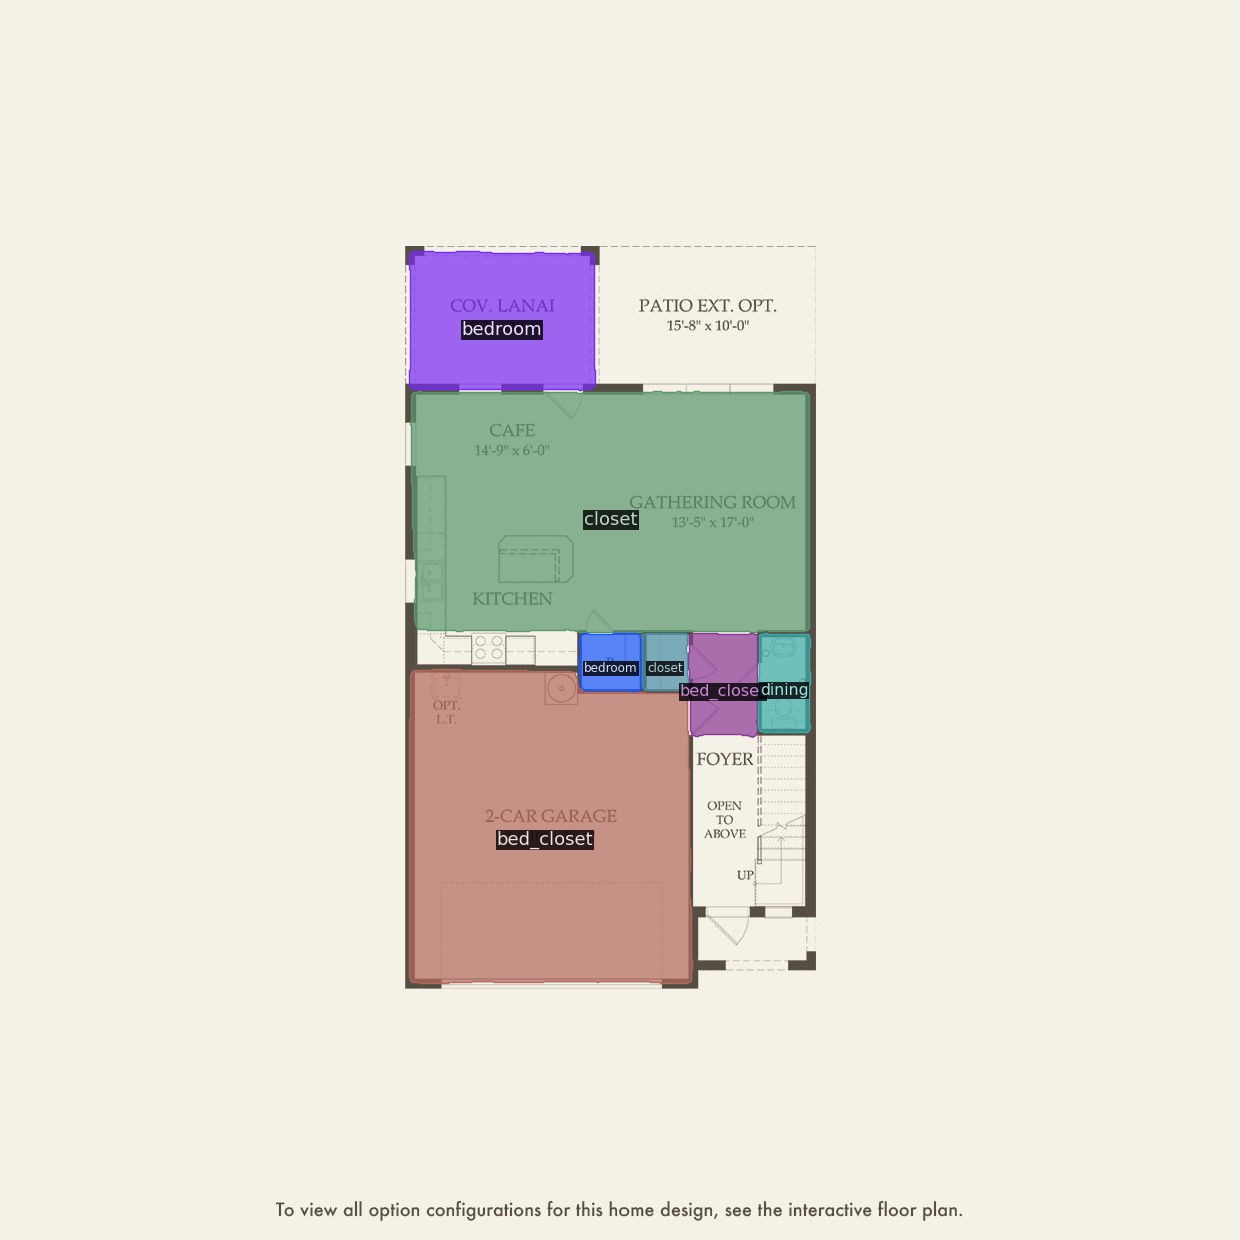 COV. LANAI
bedroom
PATIO EXT. OPT.
15'-8" x 10'-0"
CAFE
14'-9" x 6'-0"
GATHERING ROOM
13'-5" x 17'-0"
closet
KITCHEN
bedroom
closet
bed_close
dining
OPT.
L.T.
FOYER
OPEN
TO
ABOVE
2-CAR GARAGE
bed_closet
UP
To view all option configurations for this home design, see the interactive floor plan.